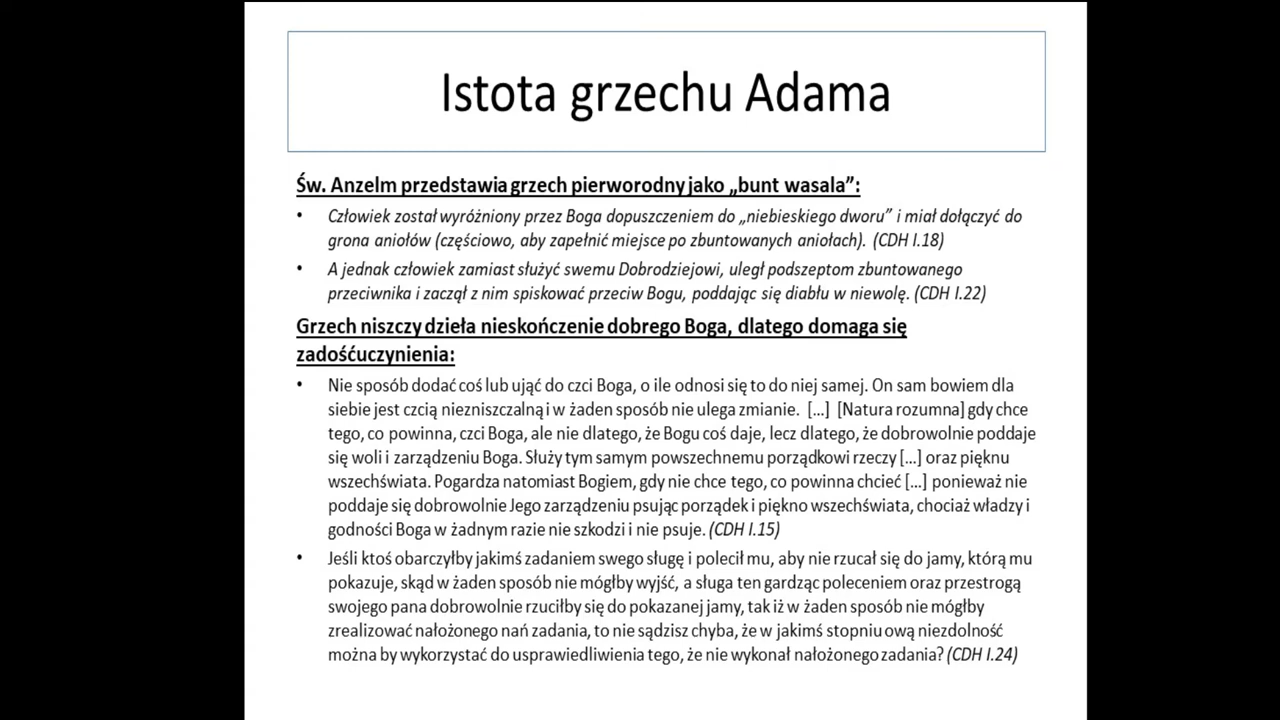 Istota grzechu Adama
Św. Anzelm przedstawia grzech pierworodny jako „bunt wasala”:
• Człowiek został wyróżniony przez Boga dopuszczeniem do „niebieskiego dworu” i miał dołączyć do
grona aniołów (częściowo, aby zapełnić miejsce po zbuntowanych aniołach). (CDH I.18)
• A jednak człowiek zamiast służyć swemu Dobrodziejowi, uległ podszeptom zbuntowanego
przeciwnika i zaczął z nim spiskować przeciw Bogu, poddając się diabłu w niewolę. (CDH I.22)
Grzech niszczy dzieła nieskończenie dobrego Boga, dlatego domaga się
zadośćuczynienia:
• Nie sposób dodać coś lub ująć do czci Boga, o ile odnosi się to do niej samej. On sam bowiem dla
siebie jest czcią niezniszczalną i w żaden sposób nie ulega zmianie. [...] [Natura rozumna] gdy chce
tego, co powinna, czci Boga, ale nie dlatego, że Bogu coś daje, lecz dlatego, że dobrowolnie poddaje
się woli i zarządzeniu Boga. Służy tym samym powszechnemu porządkowi rzeczy [...] oraz pięknu
wszechświata. Pogardza natomiast Bogiem, gdy nie chce tego, co powinna chcieć [...] ponieważ nie
poddaje się dobrowolnie Jego zarządzeniu psując porządek i piękno wszechświata, chociaż władzy i
godności Boga w żadnym razie nie szkodzi i nie psuje. (CDH I.15)
• Jeśli ktoś obarczyłby jakimś zadaniem swego sługę i polecił mu, aby nie rzucał się do jamy, którą mu
pokazuje, skąd w żaden sposób nie mógłby wyjść, a sługa ten gardząc poleceniem oraz przestrogą
swojego pana dobrowolnie rzuciłby się do pokazanej jamy, tak iż w żaden sposób nie mógłby
zrealizować nałożonego nań zadania, to nie sądzisz chyba, że w jakimś stopniu ową niezdolność
można by wykorzystać do usprawiedliwienia tego, że nie wykonał nałożonego zadania? (CDH I.24)